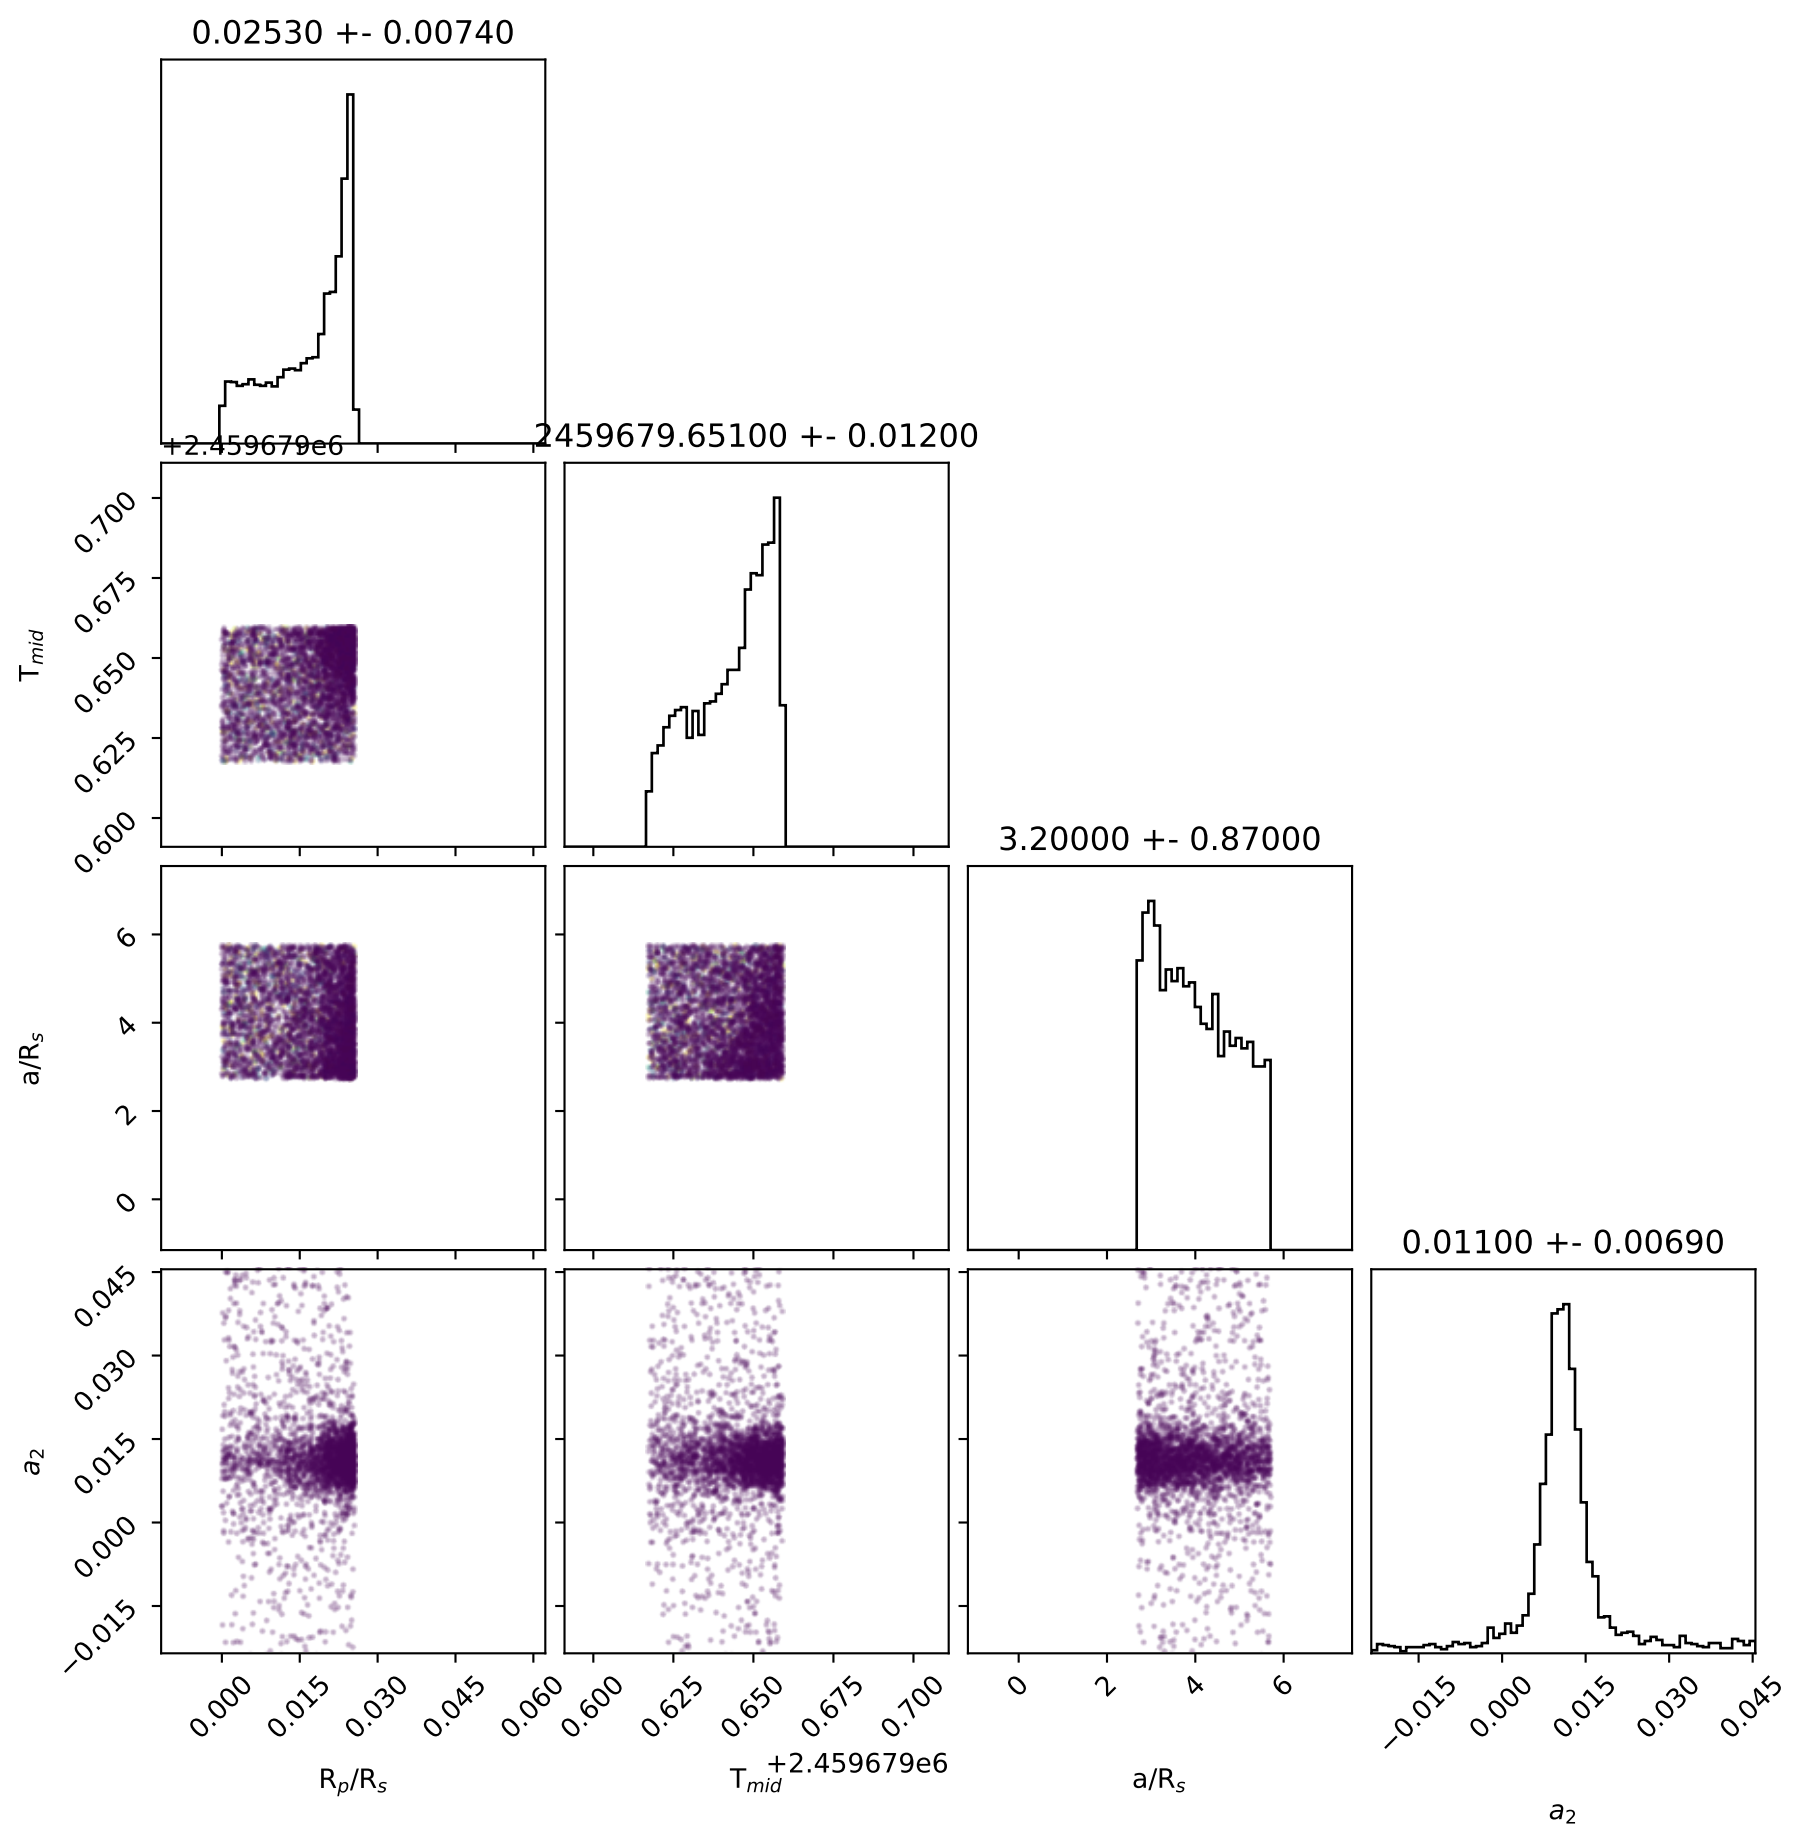 0.02530 +- 0.00740
+2.459679e6
2459679.65100 +- 0.01200
0.700
0.675
0.650
0.625
0.600
T_mid
3.20000 +- 0.87000
6
4
2
0
a/R_s
0.01100 +- 0.00690
0.045
0.030
0.015
0.000
−0.015
a_2
0.000 0.015 0.030 0.045 0.060 0.600 0.625 0.650 0.675 0.700 0 2 4 6 −0.015 0.000 0.015 0.030 0.045
+2.459679e6
R_p/R_s T_mid a/R_s
a_2